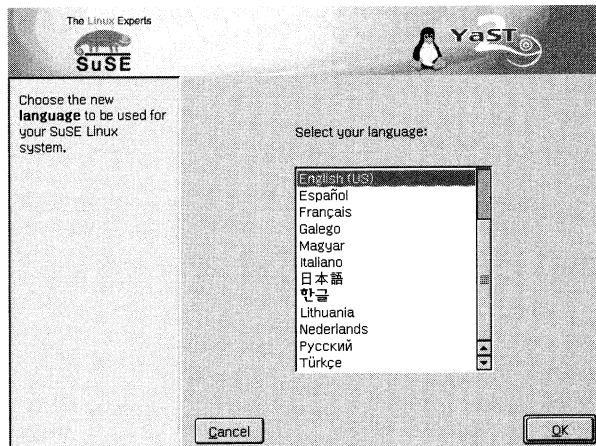 The Linux Experts
SuSE
YaST
2
Choose the new
language to be used for
your SuSE Linux
system.
Select your language:
English (US)
Español
Français
Galego
Magyar
Italiano
日本語
한글
Lithuania
Nederlands
Русский
Türkçe
Cancel
OK